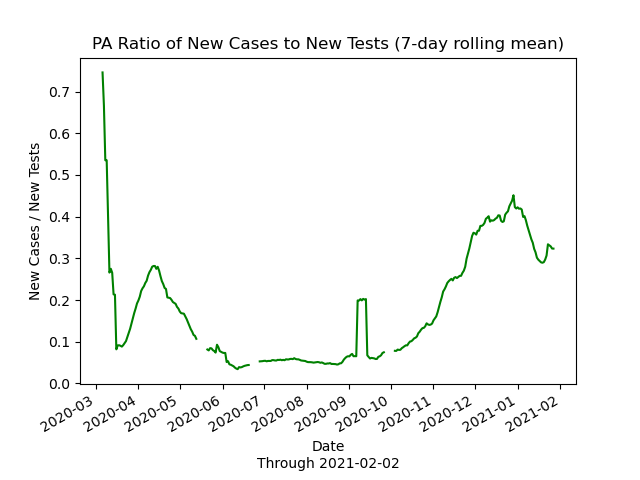 PA Ratio of New Cases to New Tests (7-day rolling mean)
New Cases / New Tests
0.7
0.6
0.5
0.4
0.3
0.2
0.1
0.0
2020-03 2020-04 2020-05 2020-06 2020-07 2020-08 2020-09 2020-10 2020-11 2020-12 2021-01 2021-02
Date
Through 2021-02-02